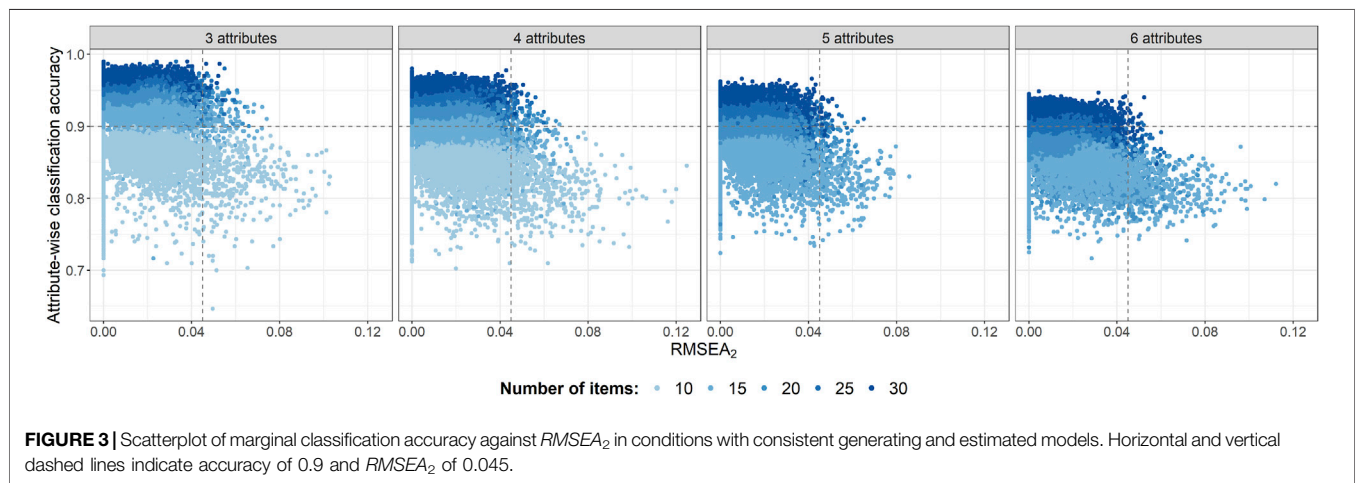 3 attributes 4 attributes 5 attributes 6 attributes
Attribute-wise classification accuracy
1.0
0.9
0.8
0.7
0.00 0.04 0.08 0.12 0.00 0.04 0.08 0.12 0.00 0.04 0.08 0.12 0.00 0.04 0.08 0.12
RMSEA₂
Number of items: 10 15 20 25 30
FIGURE 3 | Scatterplot of marginal classification accuracy against RMSEA₂ in conditions with consistent generating and estimated models. Horizontal and vertical
dashed lines indicate accuracy of 0.9 and RMSEA₂ of 0.045.